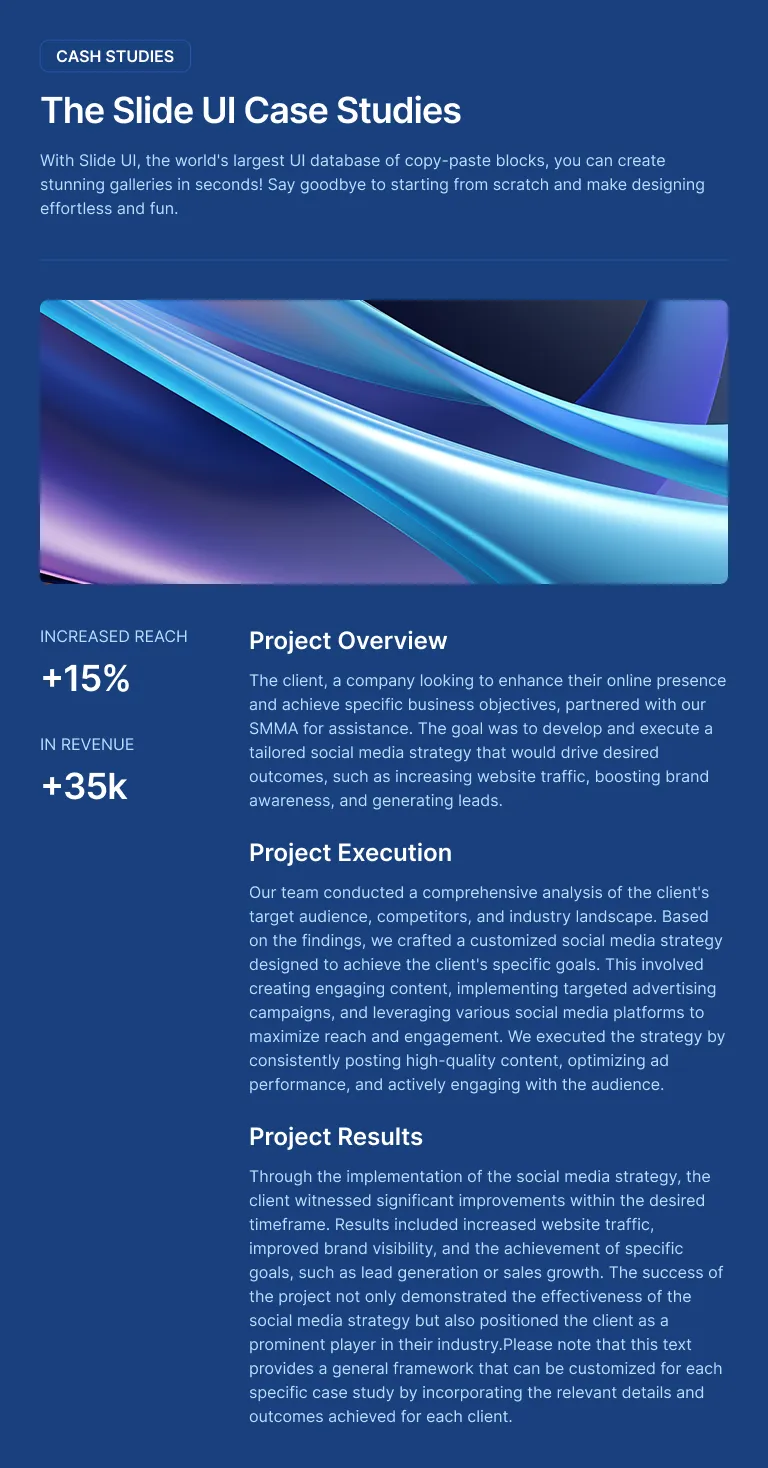 CASH STUDIES
The Slide UI Case Studies
With Slide UI, the world's largest UI database of copy-paste blocks, you can create
stunning galleries in seconds! Say goodbye to starting from scratch and make designing
effortless and fun.
INCREASED REACH
+15%
IN REVENUE
+35k
Project Overview
The client, a company looking to enhance their online presence
and achieve specific business objectives, partnered with our
SMMA for assistance. The goal was to develop and execute a
tailored social media strategy that would drive desired
outcomes, such as increasing website traffic, boosting brand
awareness, and generating leads.
Project Execution
Our team conducted a comprehensive analysis of the client's
target audience, competitors, and industry landscape. Based
on the findings, we crafted a customized social media strategy
designed to achieve the client's specific goals. This involved
creating engaging content, implementing targeted advertising
campaigns, and leveraging various social media platforms to
maximize reach and engagement. We executed the strategy by
consistently posting high-quality content, optimizing ad
performance, and actively engaging with the audience.
Project Results
Through the implementation of the social media strategy, the
client witnessed significant improvements within the desired
timeframe. Results included increased website traffic,
improved brand visibility, and the achievement of specific
goals, such as lead generation or sales growth. The success of
the project not only demonstrated the effectiveness of the
social media strategy but also positioned the client as a
prominent player in their industry.Please note that this text
provides a general framework that can be customized for each
specific case study by incorporating the relevant details and
outcomes achieved for each client.